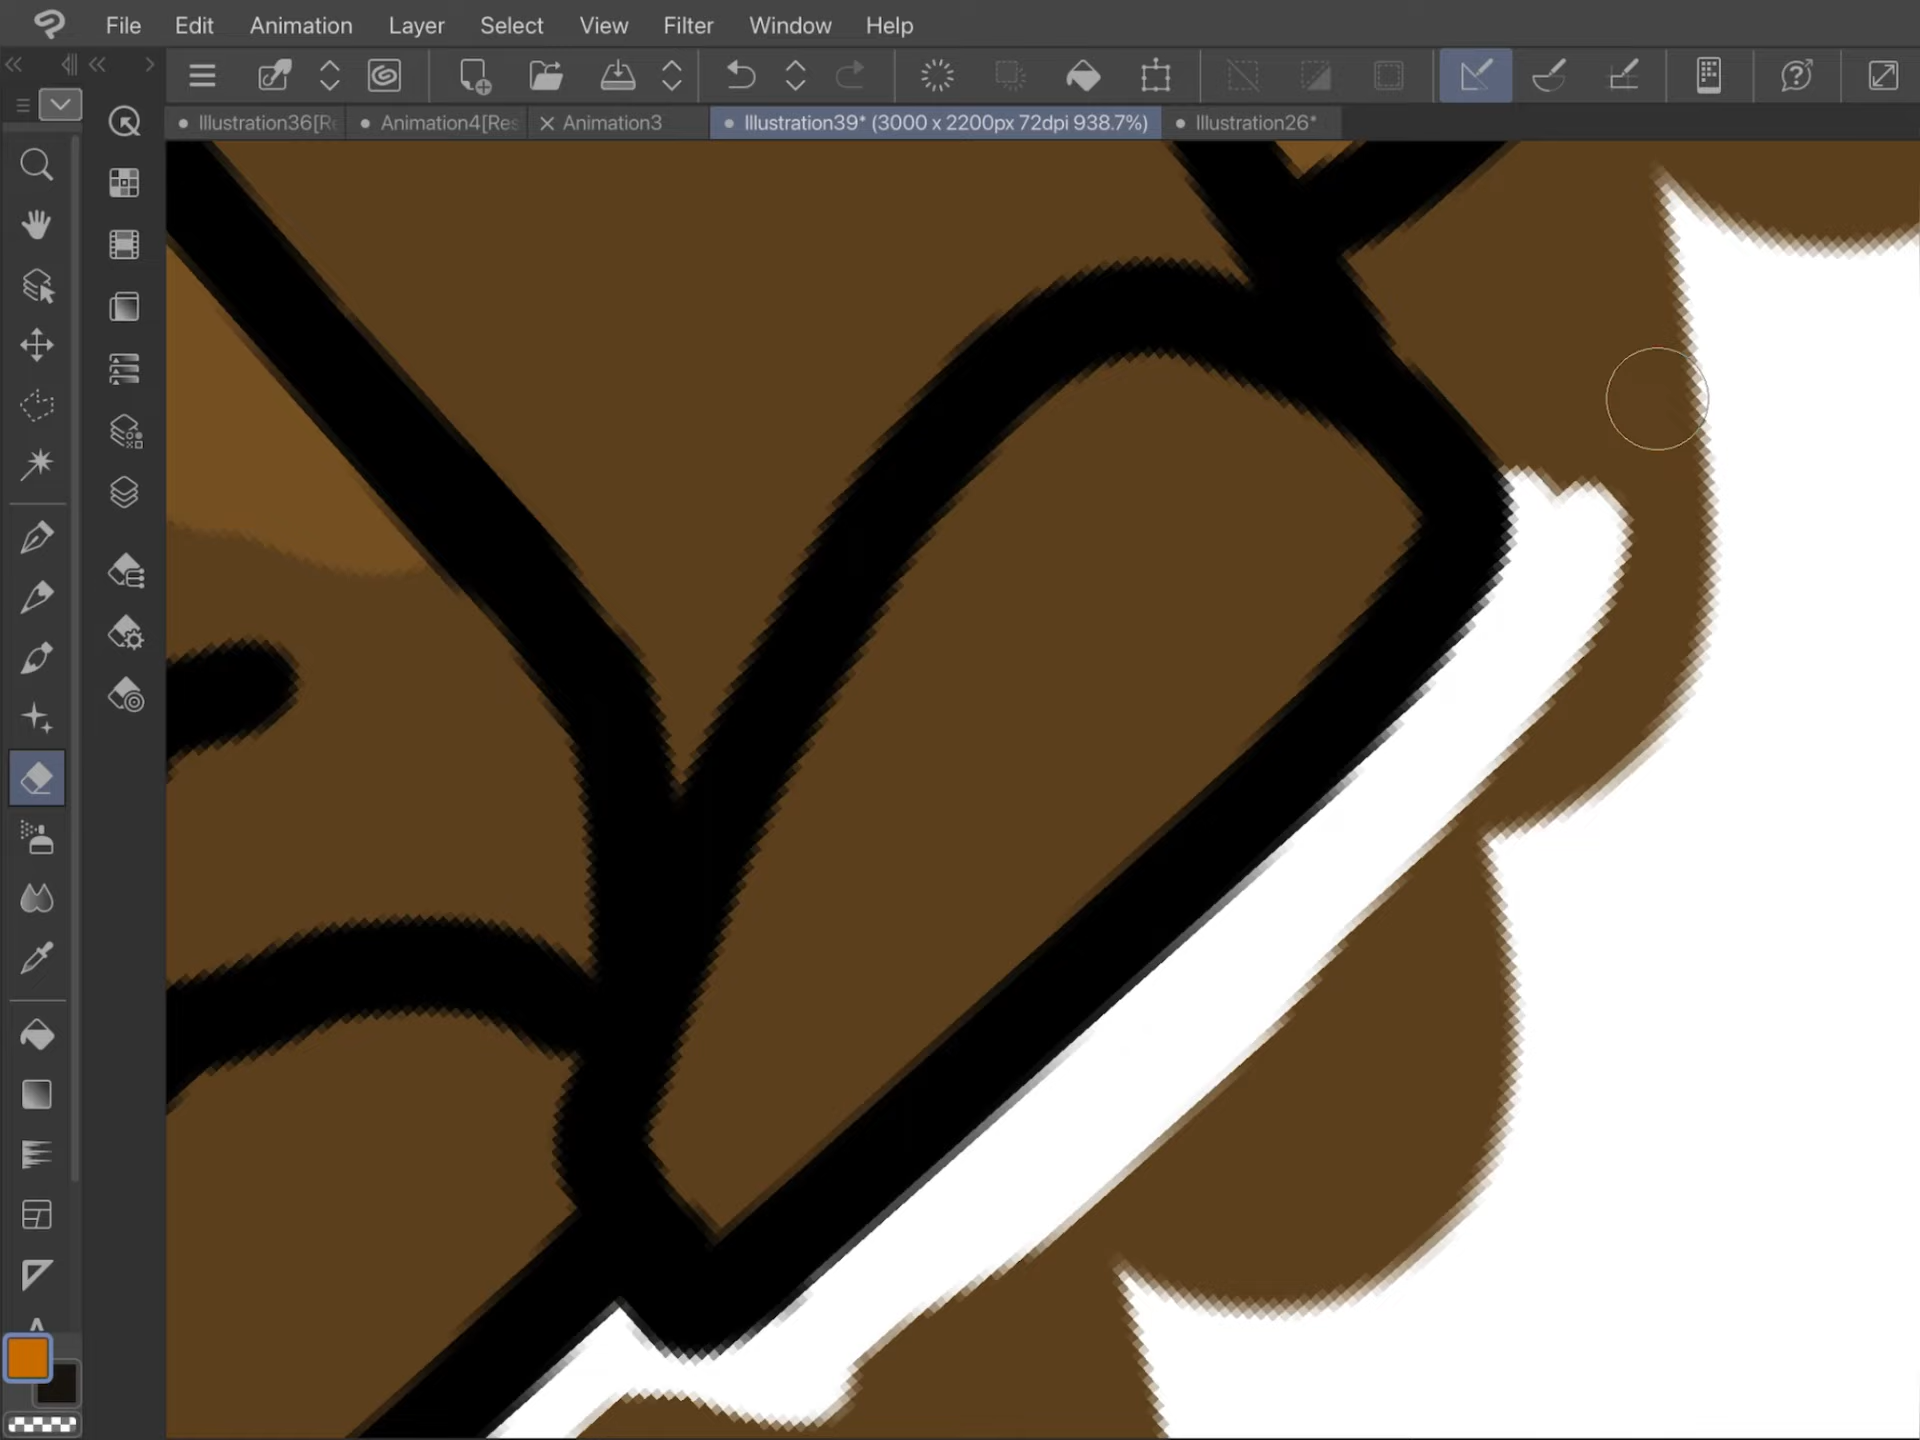 File Edit Animation Layer Select View Filter Window Help
Illustration36[Re Animation4[Res Animation3 Illustration39* (3000 x 2200px 72dpi 938.7%) Illustration26*